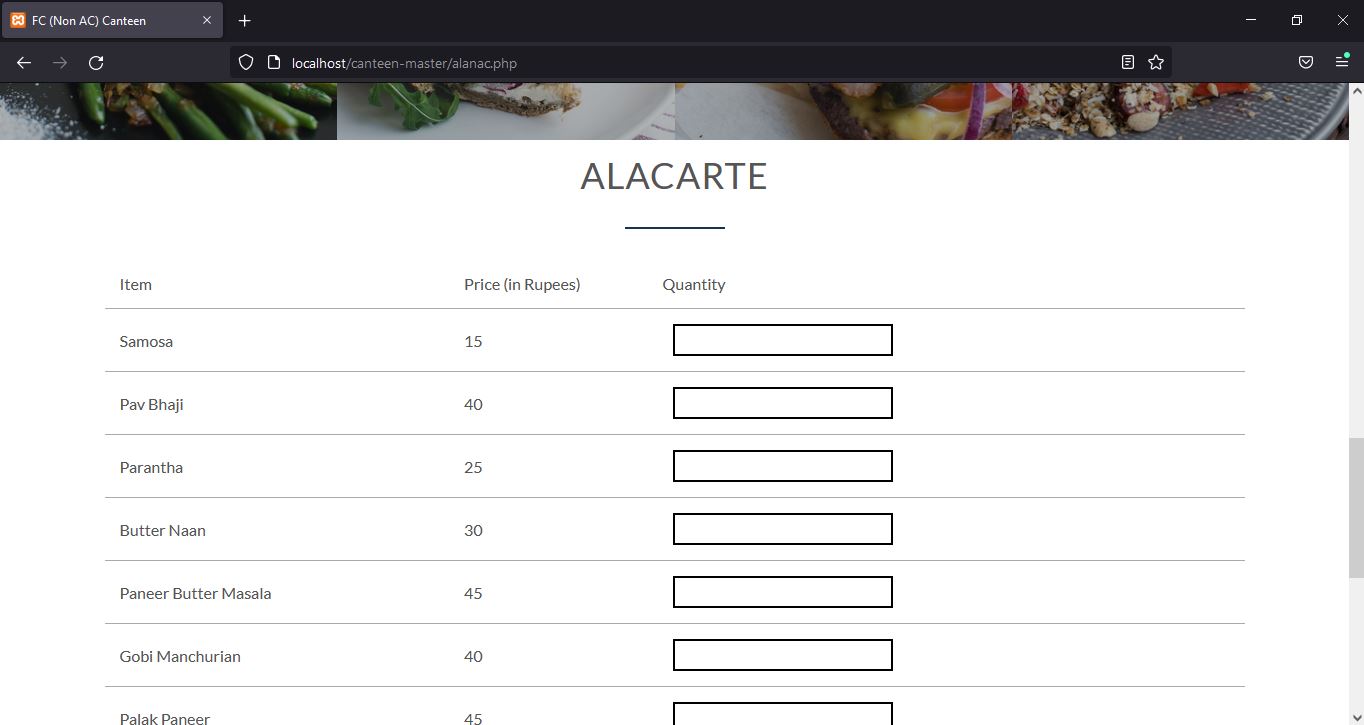 FC (Non AC) Canteen
localhost/canteen-master/alanac.php
ALACARTE
Item Price (in Rupees) Quantity
Samosa 15
Pav Bhaji 40
Parantha 25
Butter Naan 30
Paneer Butter Masala 45
Gobi Manchurian 40
Palak Paneer 45